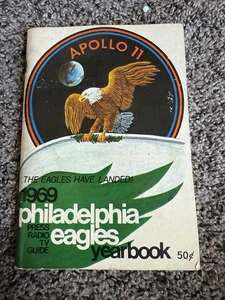 APOLLO 11
THE EAGLES HAVE LANDED!
1969
philadelphia
PRESS
RADIO
TV
GUIDE
eagles
yearbook
50¢